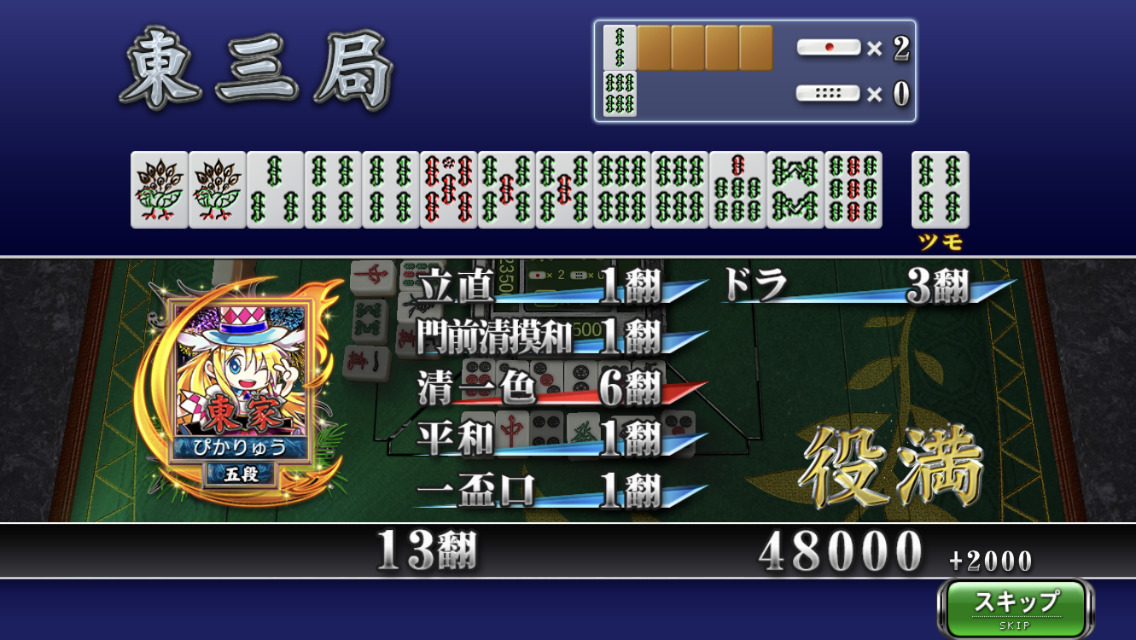 東三局
× 2
× 0
ツモ
立直 1翻
ドラ 3翻
門前清摸和 1翻
清一色 6翻
平和 1翻
一盃口 1翻
東家
ぴかりゅう
五段
役満
13翻
48000 +2000
スキップ
SKIP